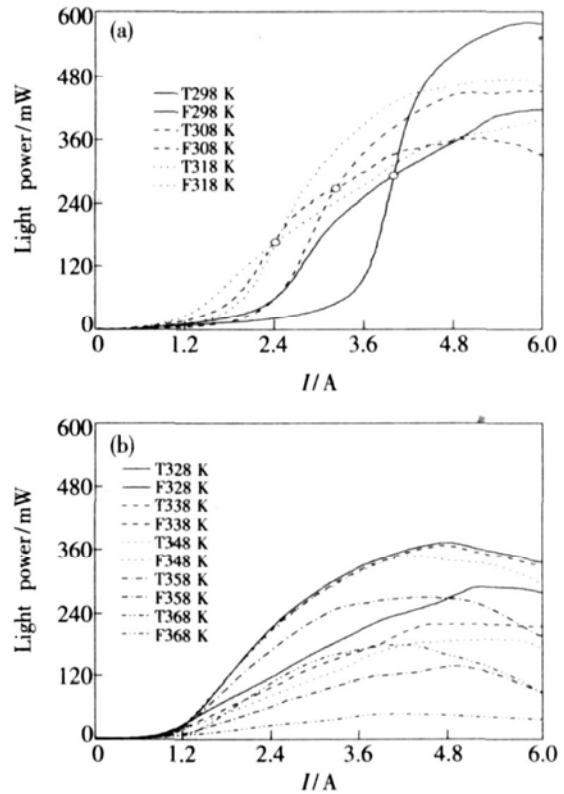 (a)
600
480
360
240
120
0
Light power/mW
T298 K
F298 K
T308 K
F308 K
T318 K
F318 K
0 1.2 2.4 3.6 4.8 6.0
I/A
(b)
600
480
360
240
120
0
Light power/mW
T328 K
F328 K
T338 K
F338 K
T348 K
F348 K
T358 K
F358 K
T368 K
F368 K
0 1.2 2.4 3.6 4.8 6.0
I/A